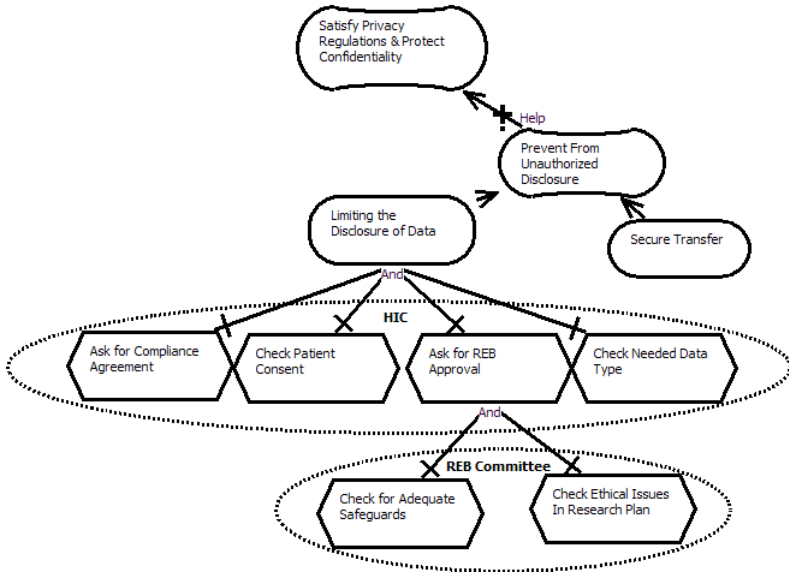 Satisfy Privacy
Regulations & Protect
Confidentiality
Help
Prevent From
Unauthorized
Disclosure
Limiting the
Disclosure of Data
Secure Transfer
And
HIC
Ask for Compliance
Agreement
Check Patient
Consent
Ask for REB
Approval
Check Needed Data
Type
And
REB Committee
Check for Adequate
Safeguards
Check Ethical Issues
In Research Plan